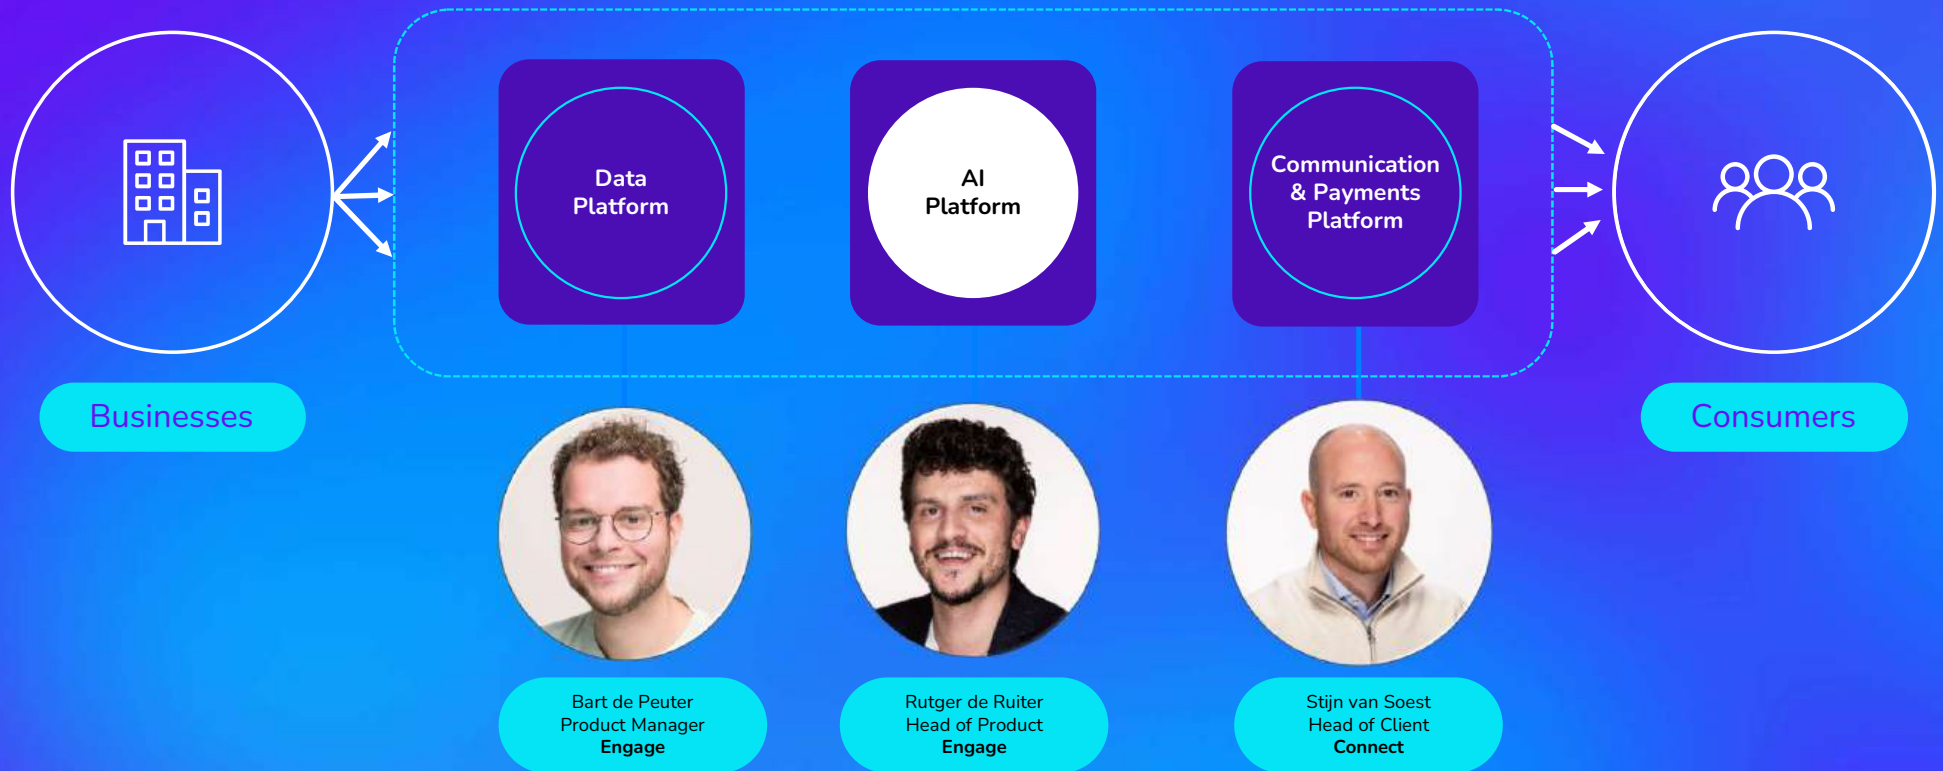 Data
Platform
AI
Platform
Communication
& Payments
Platform
Businesses
Consumers
Bart de Peuter
Product Manager
Engage
Rutger de Ruiter
Head of Product
Engage
Stijn van Soest
Head of Client
Connect